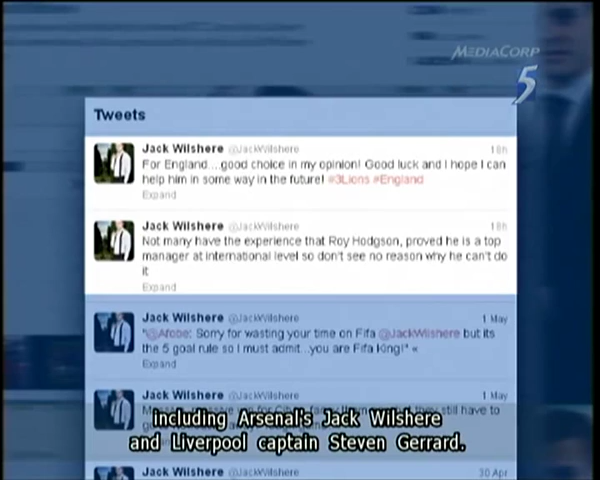 MEDIACORP
5
Tweets
Jack Wilshere @JackWilshere 18h
For England....good choice in my opinion! Good luck and I hope I can
help him in some way in the future! #3Lions #England
Expand
Jack Wilshere @JackWilshere 18h
Not many have the experience that Roy Hodgson, proved he is a top
manager at international level so don't see no reason why he can't do
it
Expand
Jack Wilshere @JackWilshere 1 May
"@Afobe: Sorry for wasting your time on Fifa @JackWilshere but its
the 5 goal rule so I must admit...you are Fifa King!" «
Expand
Jack Wilshere @JackWilshere 1 May
they still have to
including Arsenal's Jack Wilshere
and Liverpool captain Steven Gerrard.
Jack Wilshere @JackWilshere 30 Apr